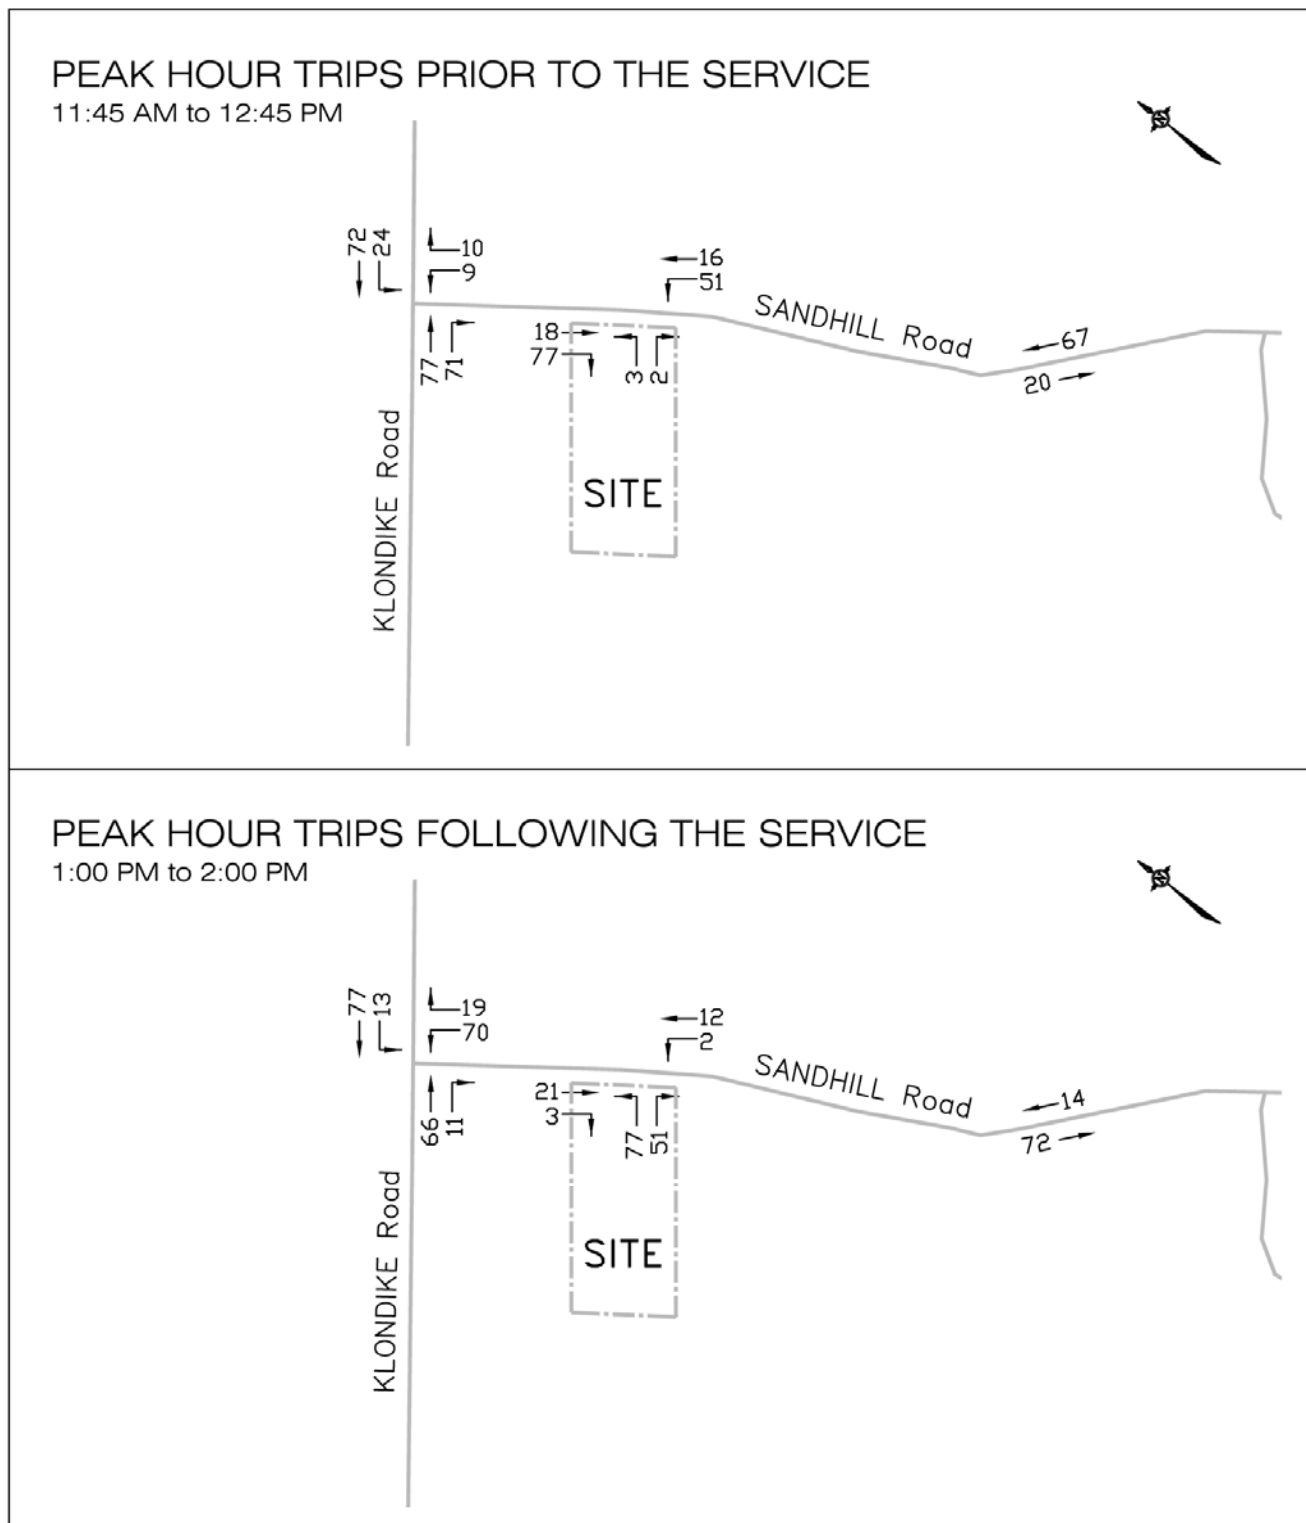 PEAK HOUR TRIPS PRIOR TO THE SERVICE
11:45 AM to 12:45 PM
72
24
10
9
16
51
18
77
77
71
3
2
SANDHILL Road
67
20
KLONDIKE Road
SITE
PEAK HOUR TRIPS FOLLOWING THE SERVICE
1:00 PM to 2:00 PM
77
13
19
70
12
2
21
3
66
11
77
51
SANDHILL Road
14
72
KLONDIKE Road
SITE